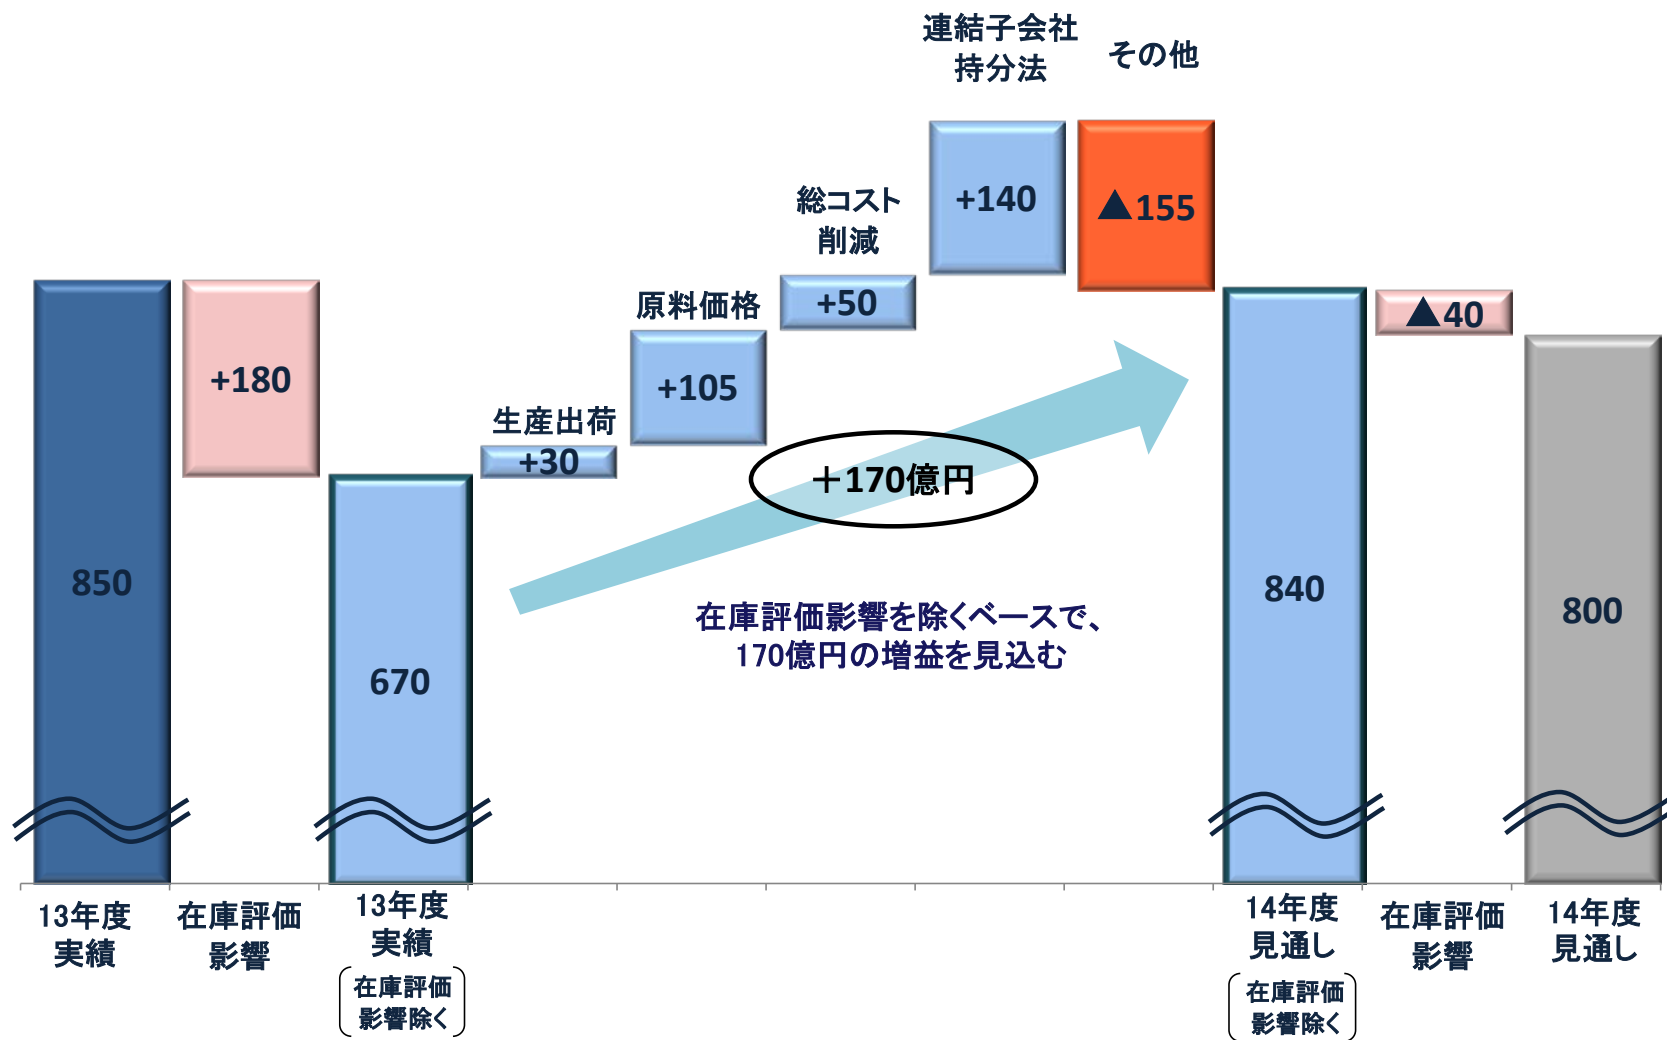 連結子会社
持分法
その他
+140
▲155
総コスト
削減
+50
原料価格
+105
生産出荷
+30
+180
▲40
850
670
840
800
＋170億円
在庫評価影響を除くベースで、
170億円の増益を見込む
13年度
実績
在庫評価
影響
13年度
実績
在庫評価
影響除く
14年度
見通し
在庫評価
影響除く
在庫評価
影響
14年度
見通し